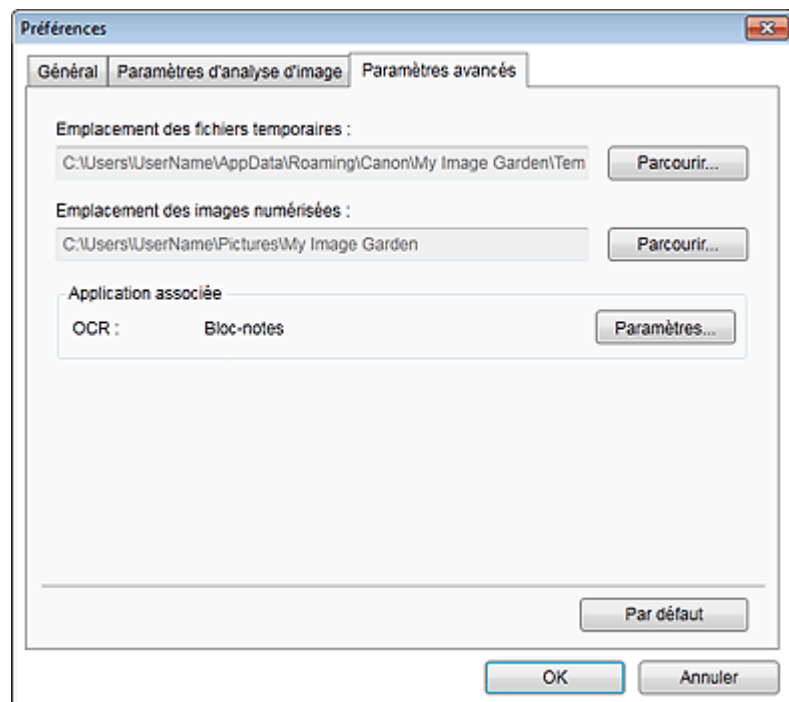 Préférences
Général Paramètres d'analyse d'image Paramètres avancés
Emplacement des fichiers temporaires :
C:\Users\UserName\AppData\Roaming\Canon\My Image Garden\Tem Parcourir...
Emplacement des images numérisées :
C:\Users\UserName\Pictures\My Image Garden Parcourir...
Application associée
OCR : Bloc-notes Paramètres...
Par défaut
OK Annuler